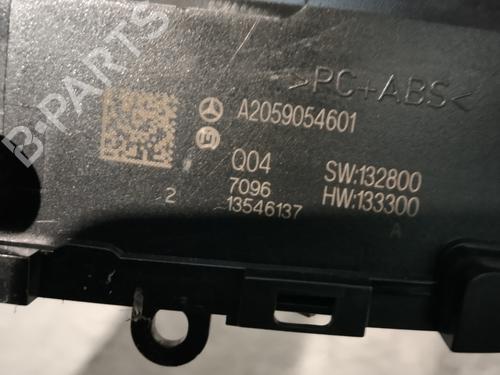 B-PARTS
>PC+ABS<
A2059054601
Q04
SW:132800
7096
HW:133300
2
13546137
A